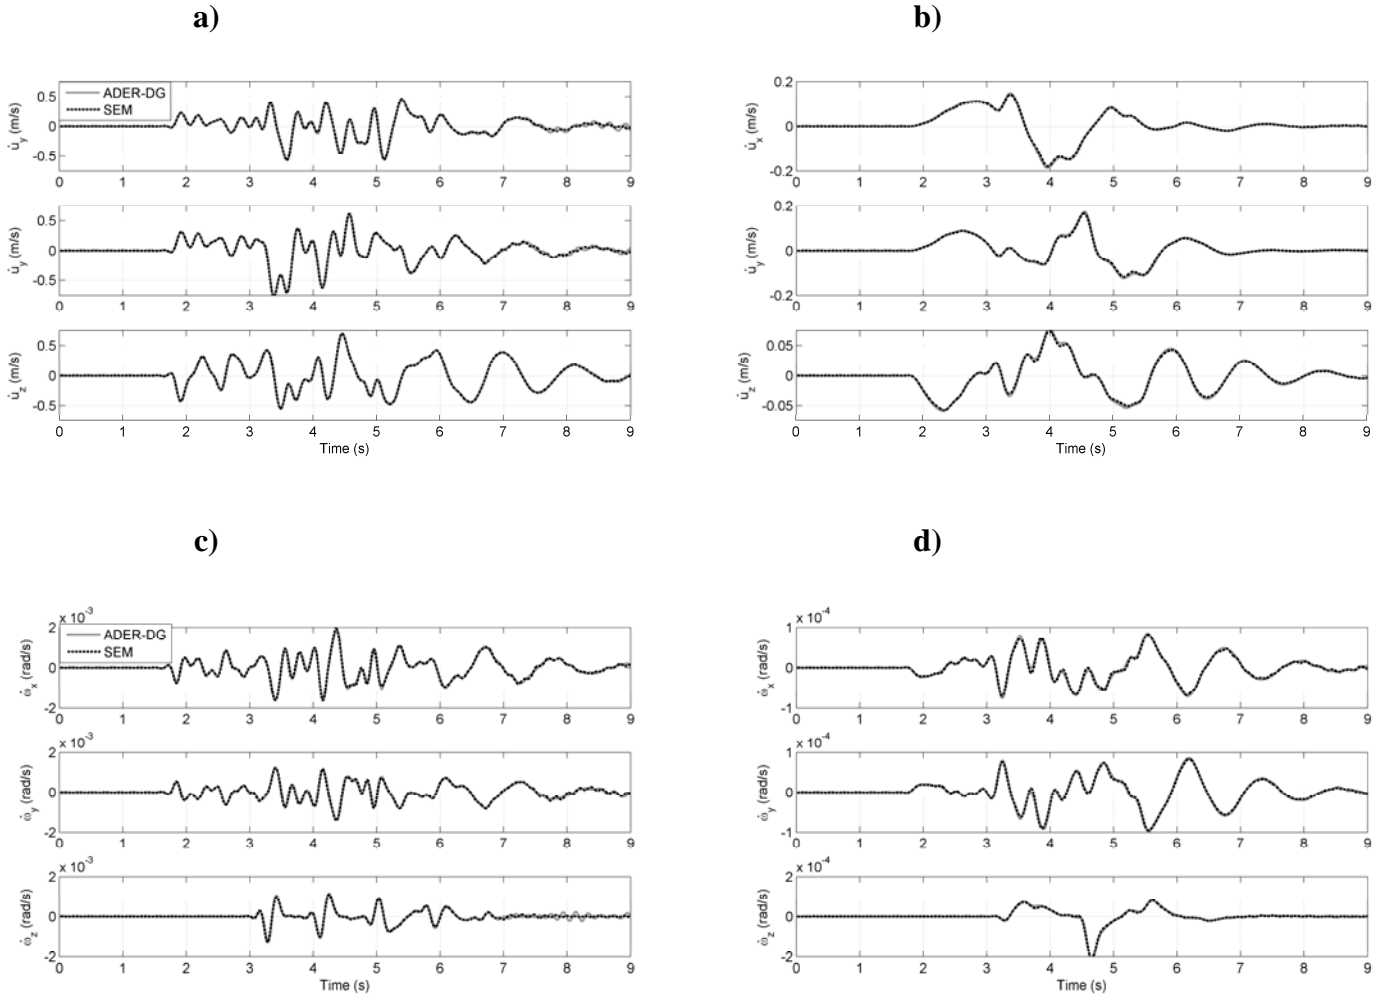 a)
b)
ADER-DG
SEM
0.5
0
-0.5
u̇y (m/s)
0 1 2 3 4 5 6 7 8 9
0.5
0
-0.5
u̇y (m/s)
0 1 2 3 4 5 6 7 8 9
0.5
0
-0.5
u̇z (m/s)
0 1 2 3 4 5 6 7 8 9
Time (s)
0.2
0
-0.2
u̇x (m/s)
0 1 2 3 4 5 6 7 8 9
0.2
0
-0.2
u̇y (m/s)
0 1 2 3 4 5 6 7 8 9
0.05
0
-0.05
u̇z (m/s)
0 1 2 3 4 5 6 7 8 9
Time (s)
c)
d)
x 10-3
ADER-DG
SEM
2
0
-2
ω̇x (rad/s)
0 1 2 3 4 5 6 7 8 9
x 10-3
2
0
-2
ω̇y (rad/s)
0 1 2 3 4 5 6 7 8 9
x 10-3
2
0
-2
ω̇z (rad/s)
0 1 2 3 4 5 6 7 8 9
Time (s)
x 10-4
1
0
-1
ω̇x (rad/s)
0 1 2 3 4 5 6 7 8 9
x 10-4
1
0
-1
ω̇y (rad/s)
0 1 2 3 4 5 6 7 8 9
x 10-4
2
0
-2
ω̇z (rad/s)
0 1 2 3 4 5 6 7 8 9
Time (s)